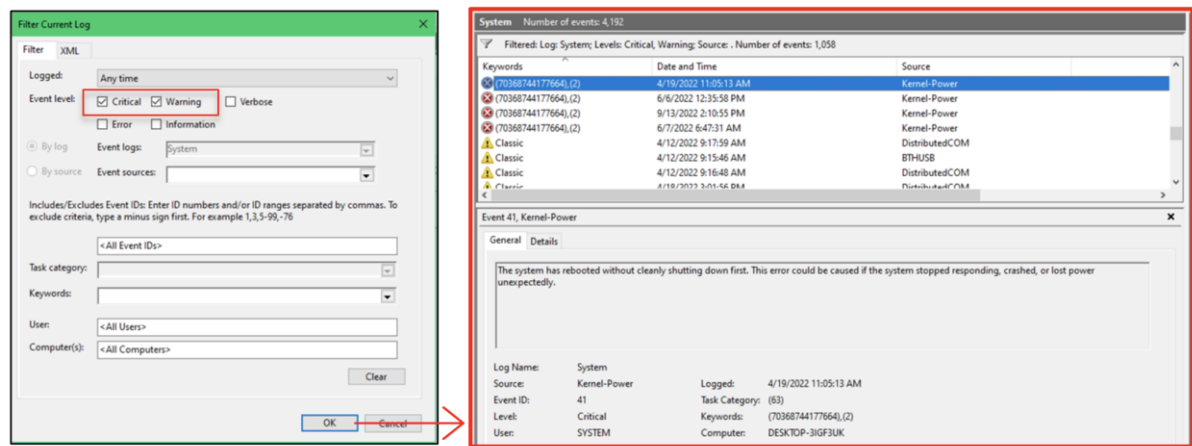 Filter Current Log
Filter XML
Logged: Any time
Event level: Critical Warning Verbose
Error Information
By log Event logs: System
By source Event sources:
Includes/Excludes Event IDs: Enter ID numbers and/or ID ranges separated by commas. To
exclude criteria, type a minus sign first. For example 1,3,5-99,-76
<All Event IDs>
Task category:
Keywords:
User: <All Users>
Computer(s): <All Computers>
Clear
OK Cancel
System Number of events: 4,192
Filtered: Log: System; Levels: Critical, Warning; Source: . Number of events: 1,058
Keywords Date and Time Source
(70368744177664),(2) 4/19/2022 11:05:13 AM Kernel-Power
(70368744177664),(2) 6/6/2022 12:35:58 PM Kernel-Power
(70368744177664),(2) 9/13/2022 2:10:55 PM Kernel-Power
(70368744177664),(2) 6/7/2022 6:47:31 AM Kernel-Power
Classic 4/12/2022 9:17:59 AM DistributedCOM
Classic 4/12/2022 9:15:46 AM BTHUSB
Classic 4/12/2022 9:16:48 AM DistributedCOM
Classic 4/18/2022 3:01:56 PM DistributedCOM
Event 41, Kernel-Power
General Details
The system has rebooted without cleanly shutting down first. This error could be caused if the system stopped responding, crashed, or lost power
unexpectedly.
Log Name: System
Source: Kernel-Power Logged: 4/19/2022 11:05:13 AM
Event ID: 41 Task Category: (63)
Level: Critical Keywords: (70368744177664),(2)
User: SYSTEM Computer: DESKTOP-3IGF3UK